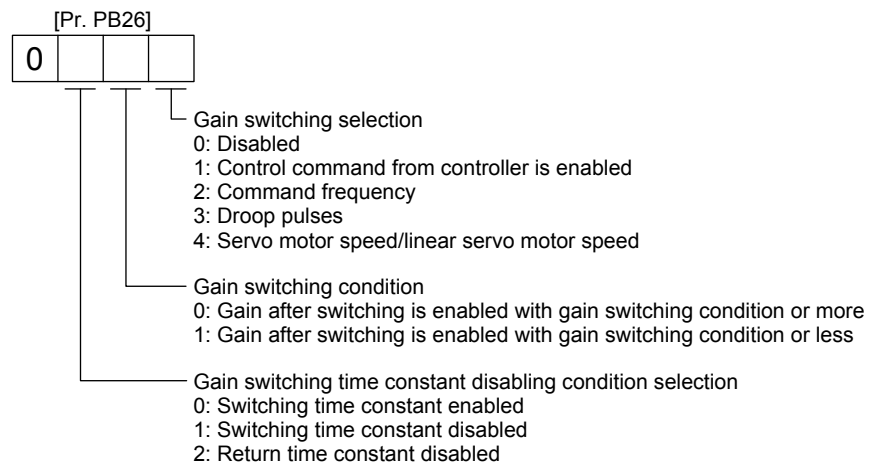 [Pr. PB26]
0
Gain switching selection
0: Disabled
1: Control command from controller is enabled
2: Command frequency
3: Droop pulses
4: Servo motor speed/linear servo motor speed
Gain switching condition
0: Gain after switching is enabled with gain switching condition or more
1: Gain after switching is enabled with gain switching condition or less
Gain switching time constant disabling condition selection
0: Switching time constant enabled
1: Switching time constant disabled
2: Return time constant disabled